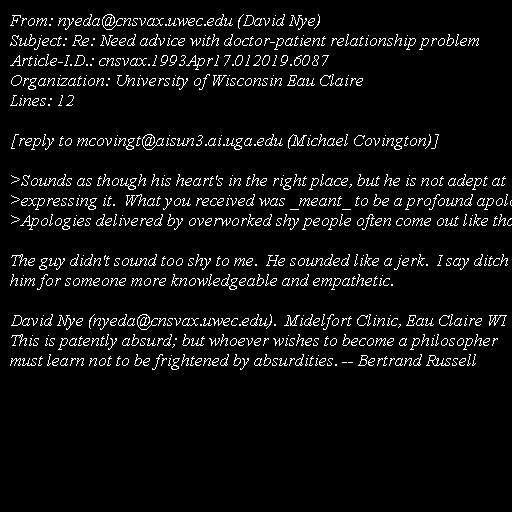 From: nyeda@cnsvax.uwec.edu (David Nye)
Subject: Re: Need advice with doctor-patient relationship problem
Article-I.D.: cnsvax.1993Apr17.012019.6087
Organization: University of Wisconsin Eau Claire
Lines: 12

[reply to mcovingt@aisun3.ai.uga.edu (Michael Covington)]

>Sounds as though his heart's in the right place, but he is not adept at
>expressing it.  What you received was _meant_ to be a profound
>Apologies delivered by overworked shy people often come out like

The guy didn't sound too shy to me.  He sounded like a jerk.  I say ditch
him for someone more knowledgeable and empathetic.

David Nye (nyeda@cnsvax.uwec.edu).  Midelfort Clinic, Eau Claire WI
This is patently absurd; but whoever wishes to become a philosopher
must learn not to be frightened by absurdities. -- Bertrand Russell